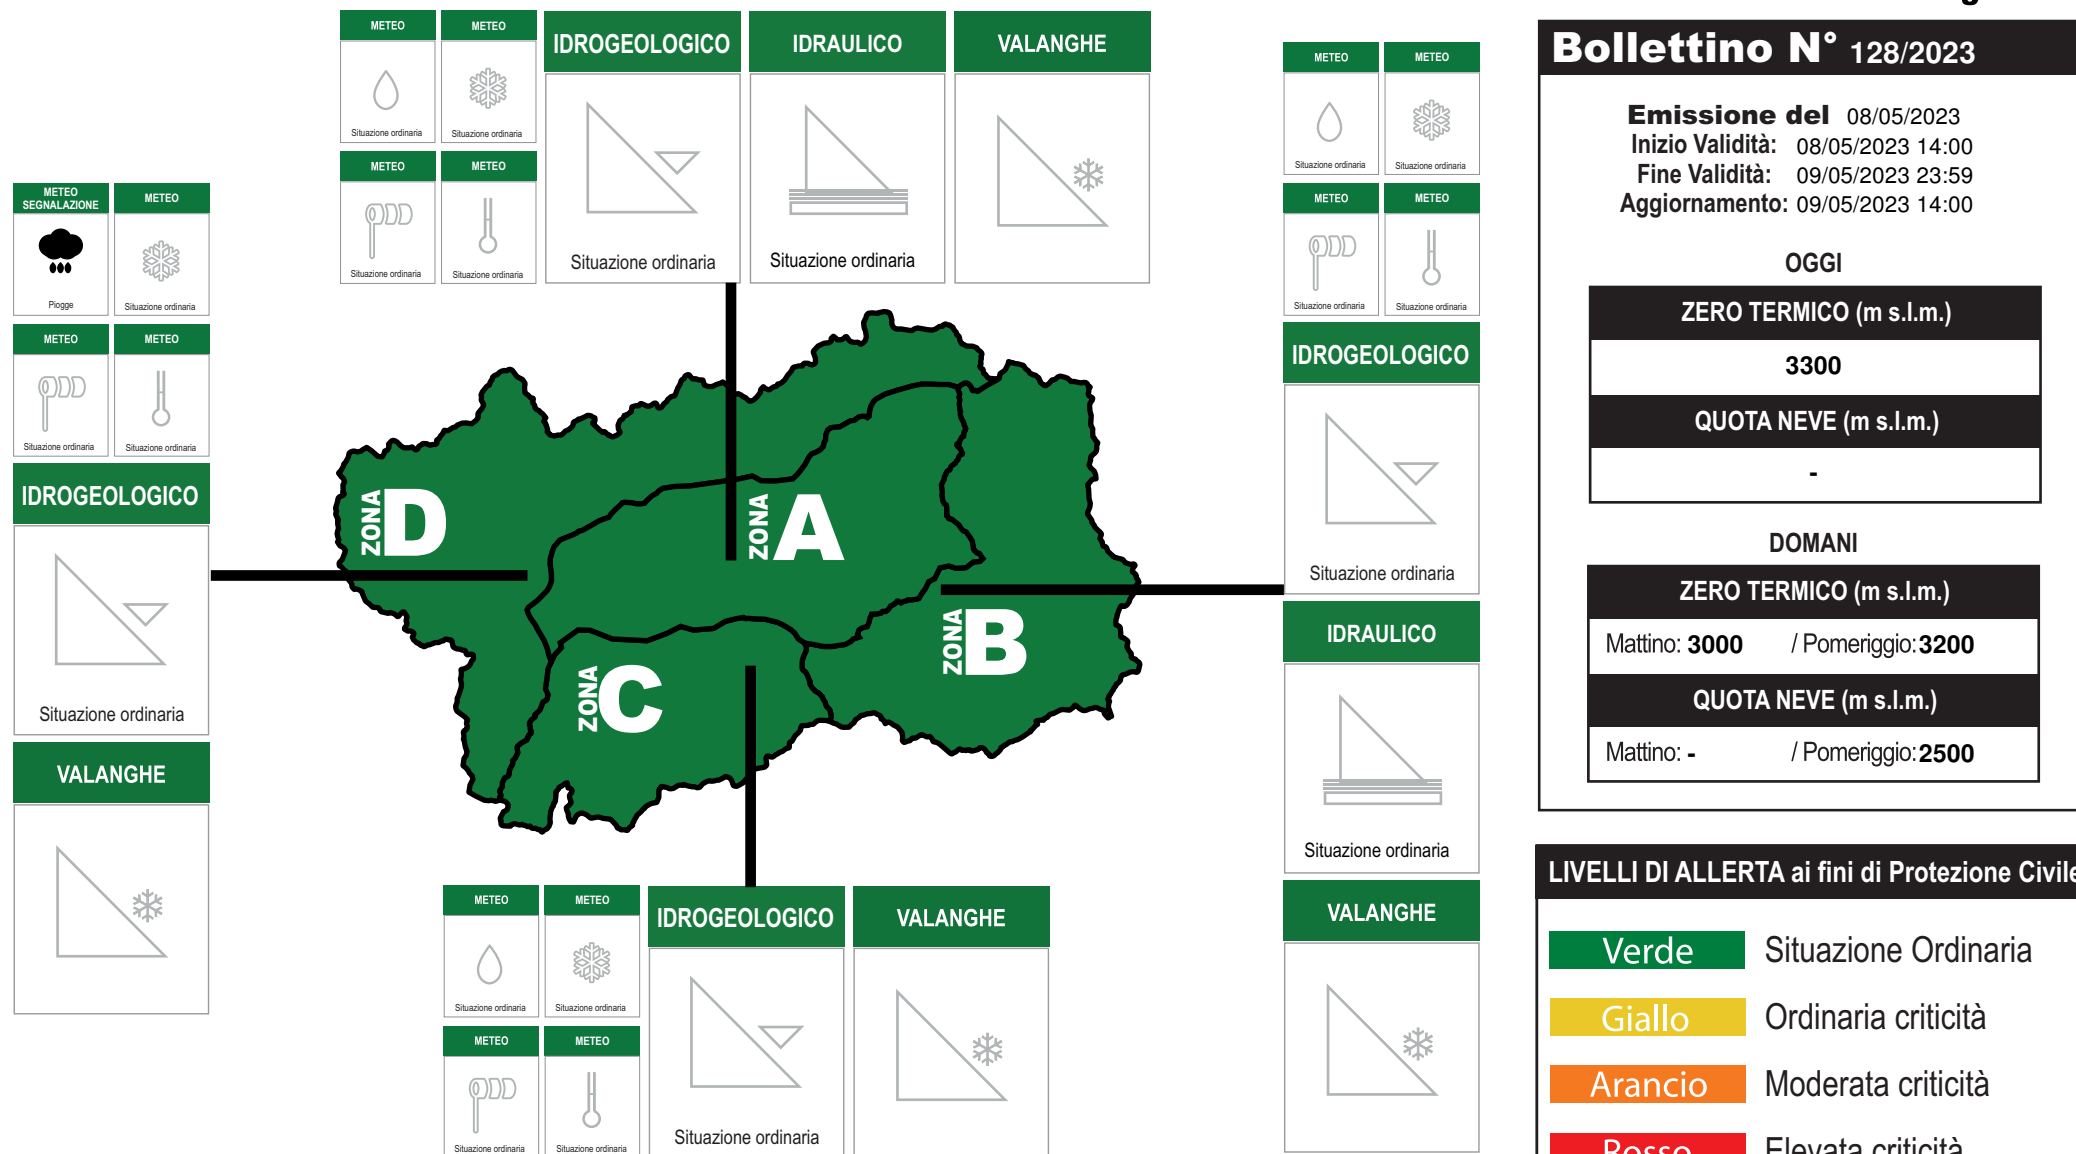 METEO
METEO
Situazione ordinaria
Situazione ordinaria
METEO
METEO
Situazione ordinaria
Situazione ordinaria
IDROGEOLOGICO
Situazione ordinaria
IDRAULICO
Situazione ordinaria
VALANGHE
METEO
SEGNALAZIONE
METEO
Piogge
Situazione ordinaria
METEO
METEO
Situazione ordinaria
Situazione ordinaria
IDROGEOLOGICO
Situazione ordinaria
VALANGHE
ZONA D
ZONA A
ZONA B
ZONA C
METEO
METEO
Situazione ordinaria
Situazione ordinaria
METEO
METEO
Situazione ordinaria
Situazione ordinaria
IDROGEOLOGICO
Situazione ordinaria
VALANGHE
METEO
METEO
Situazione ordinaria
Situazione ordinaria
METEO
METEO
Situazione ordinaria
Situazione ordinaria
IDROGEOLOGICO
Situazione ordinaria
IDRAULICO
Situazione ordinaria
VALANGHE
Bollettino N° 128/2023
Emissione del 08/05/2023
Inizio Validità: 08/05/2023 14:00
Fine Validità: 09/05/2023 23:59
Aggiornamento: 09/05/2023 14:00
OGGI
ZERO TERMICO (m s.l.m.)
3300
QUOTA NEVE (m s.l.m.)
-
DOMANI
ZERO TERMICO (m s.l.m.)
Mattino: 3000 / Pomeriggio: 3200
QUOTA NEVE (m s.l.m.)
Mattino: - / Pomeriggio: 2500
LIVELLI DI ALLERTA ai fini di Protezione Civile
Verde Situazione Ordinaria
Giallo Ordinaria criticità
Arancio Moderata criticità
Rosso Elevata criticità